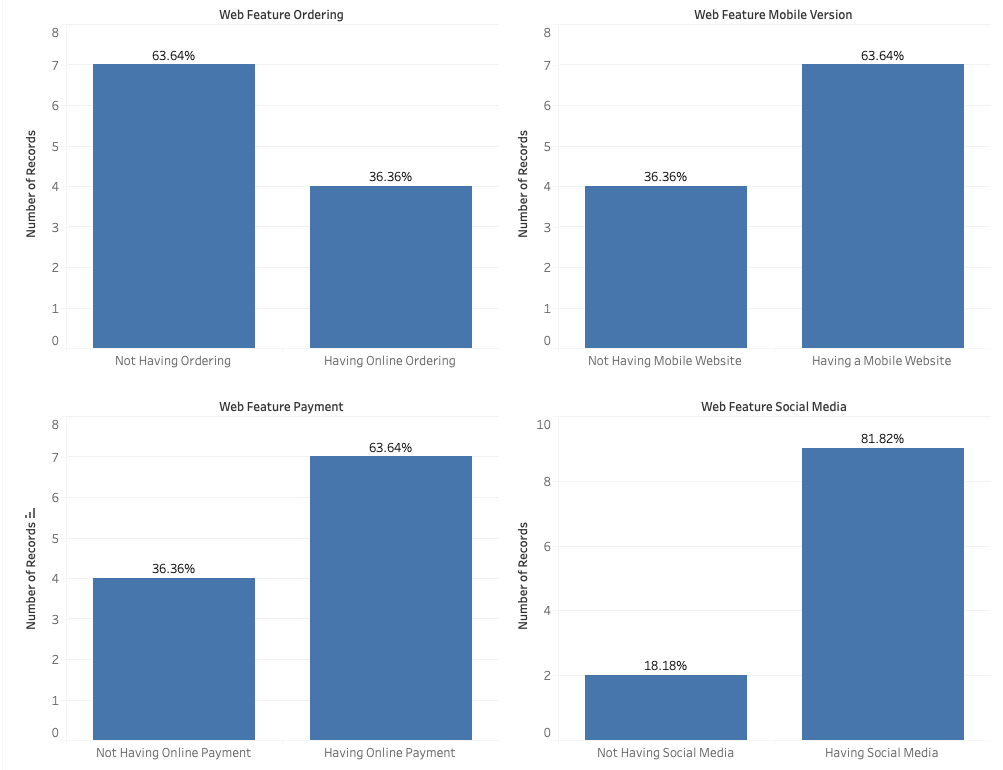 Web Feature Ordering
8
7
6
5
4
3
2
1
0
Number of Records
63.64%
36.36%
Not Having Ordering
Having Online Ordering
Web Feature Mobile Version
8
7
6
5
4
3
2
1
0
Number of Records
36.36%
63.64%
Not Having Mobile Website
Having a Mobile Website
Web Feature Payment
8
7
6
5
4
3
2
1
0
Number of Records
36.36%
63.64%
Not Having Online Payment
Having Online Payment
Web Feature Social Media
10
8
6
4
2
0
Number of Records
18.18%
81.82%
Not Having Social Media
Having Social Media